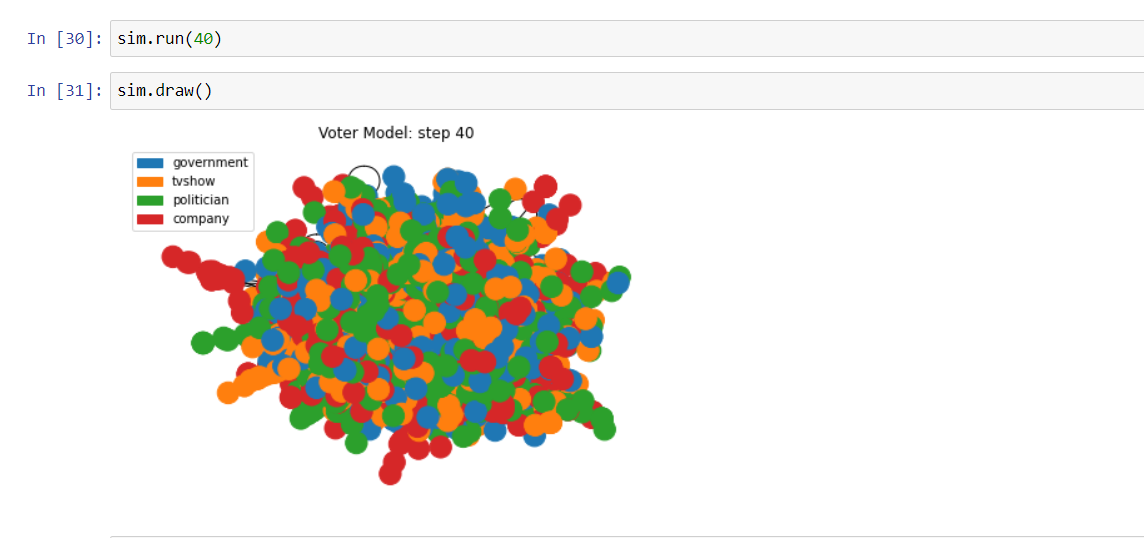 In [30]: sim.run(40)
In [31]: sim.draw()
Voter Model: step 40
government
tvshow
politician
company